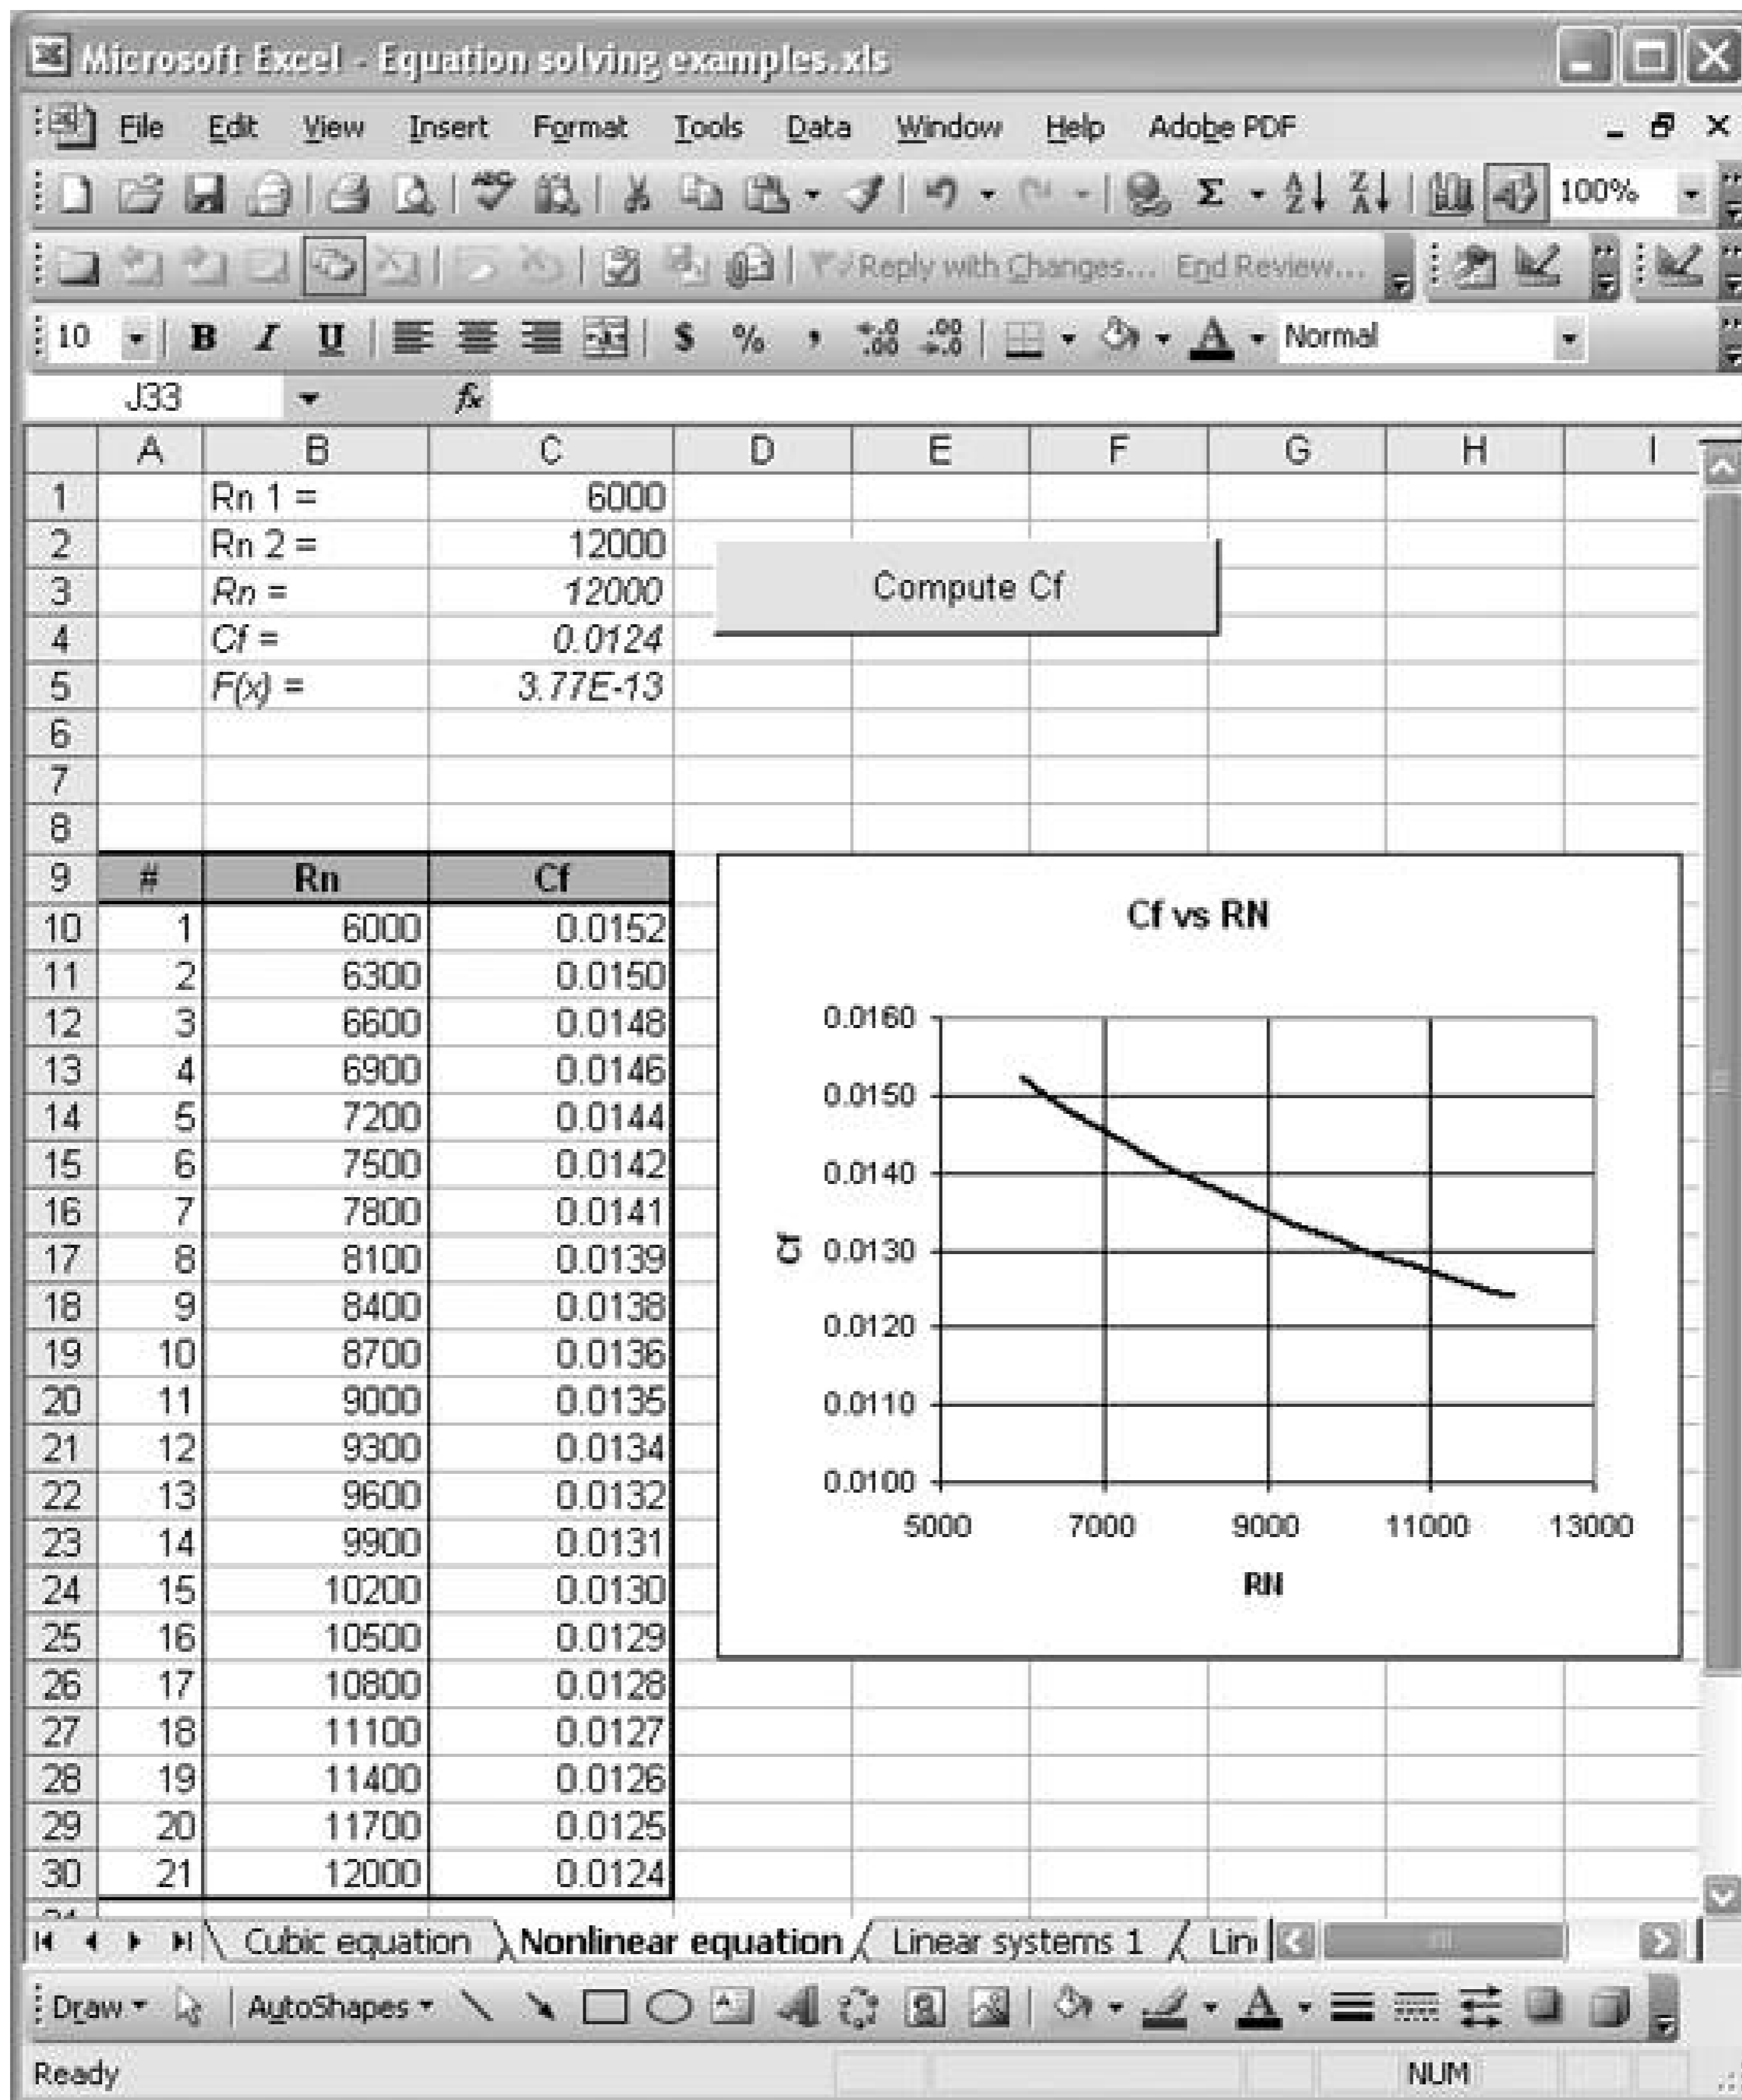 Microsoft Excel - Equation solving examples.xls
File Edit View Insert Format Tools Data Window Help Adobe PDF
100%
Reply with Changes... End Review...
10 B I U $ % , Normal
J33 fx
A B C D E F G H I
1 Rn 1 = 6000
2 Rn 2 = 12000
3 Rn = 12000
Compute Cf
4 Cf = 0.0124
5 F(x) = 3.77E-13
6
7
8
9 # Rn Cf
10 1 6000 0.0152
11 2 6300 0.0150
12 3 6600 0.0148
13 4 6900 0.0146
14 5 7200 0.0144
15 6 7500 0.0142
16 7 7800 0.0141
17 8 8100 0.0139
18 9 8400 0.0138
19 10 8700 0.0136
20 11 9000 0.0135
21 12 9300 0.0134
22 13 9600 0.0132
23 14 9900 0.0131
24 15 10200 0.0130
25 16 10500 0.0129
26 17 10800 0.0128
27 18 11100 0.0127
28 19 11400 0.0126
29 20 11700 0.0125
30 21 12000 0.0124
Cf vs RN
0.0160
0.0150
0.0140
Cf
0.0130
0.0120
0.0110
0.0100
5000 7000 9000 11000 13000
RN
Cubic equation Nonlinear equation Linear systems 1
Draw AutoShapes
Ready NUM